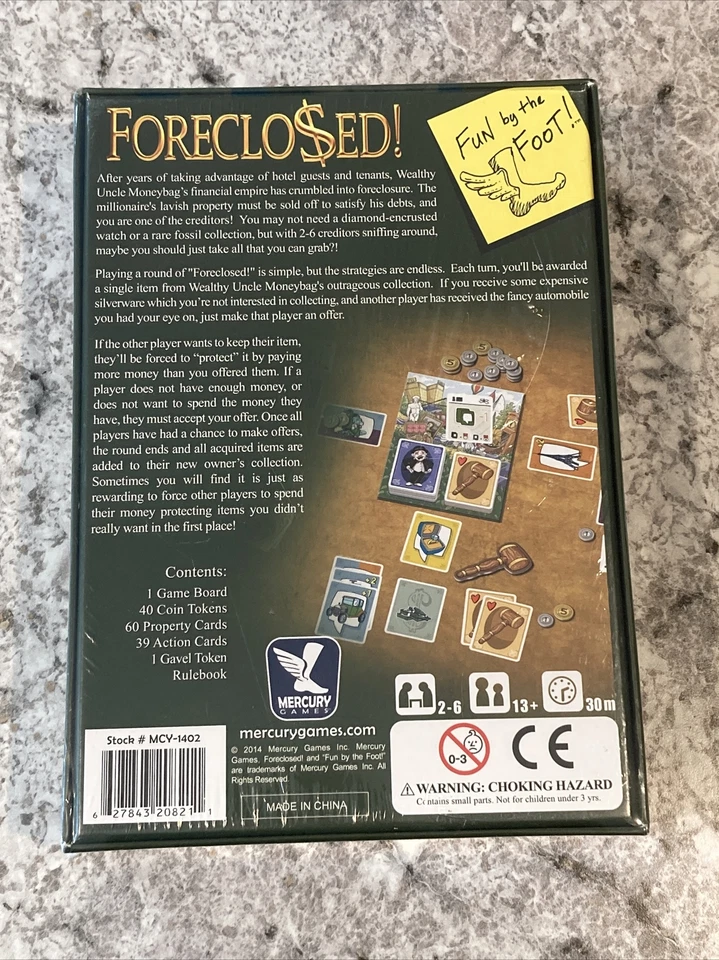 FORECLO$ED!
FUN by the
FOOT!
After years of taking advantage of hotel guests and tenants, Wealthy
Uncle Moneybag's financial empire has crumbled into foreclosure. The
millionaire's lavish property must be sold off to satisfy his debts, and
you are one of the creditors! You may not need a diamond-encrusted
watch or a rare fossil collection, but with 2-6 creditors sniffing around,
maybe you should just take all that you can grab?!
Playing a round of "Foreclosed!" is simple, but the strategies are endless. Each turn, you'll be awarded
a single item from Wealthy Uncle Moneybag's outrageous collection. If you receive some expensive
silverware which you're not interested in collecting, and another player has received the fancy automobile
you had your eye on, just make that player an offer.
If the other player wants to keep their item,
they'll be forced to "protect" it by paying
more money than you offered them. If a
player does not have enough money, or
does not want to spend the money they
have, they must accept your offer. Once all
players have had a chance to make offers,
the round ends and all acquired items are
added to their new owner's collection.
Sometimes you will find it is just as
rewarding to force other players to spend
their money protecting items you didn't
really want in the first place!
Contents:
1 Game Board
40 Coin Tokens
60 Property Cards
39 Action Cards
1 Gavel Token
Rulebook
MERCURY
GAMES
mercurygames.com
2-6
13+
30m
Stock # MCY-1402
6 27843 20821 1
© 2014 Mercury Games Inc. Mercury
Games. Foreclosed! and "Fun by the Foot!"
are trademarks of Mercury Games Inc. All
Rights Reserved.
MADE IN CHINA
0-3
CE
WARNING: CHOKING HAZARD
Contains small parts. Not for children under 3 yrs.